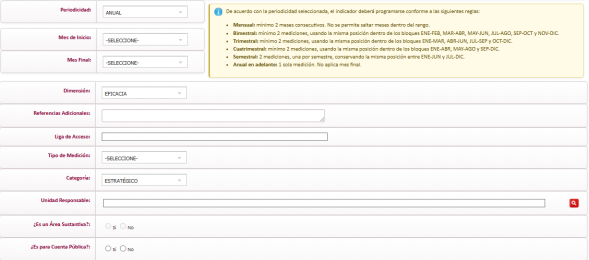 Periodicidad:
ANUAL
De acuerdo con la periodicidad seleccionada, el indicador deberá programarse conforme a las siguientes reglas:
• Mensual: mínimo 2 meses consecutivos. No se permite saltar meses dentro del rango.
• Bimestral: mínimo 2 mediciones, usando la misma posición dentro de los bloques ENE-FEB, MAR-ABR, MAY-JUN, JUL-AGO, SEP-OCT y NOV-DIC.
• Trimestral: mínimo 2 mediciones, usando la misma posición dentro de los bloques ENE-MAR, ABR-JUN, JUL-SEP y OCT-DIC.
• Cuatrimestral: mínimo 2 mediciones, usando la misma posición dentro de los bloques ENE-ABR, MAY-AGO y SEP-DIC.
• Semestral: 2 mediciones, una por semestre, conservando la misma posición entre ENE-JUN y JUL-DIC.
• Anual en adelante: 1 sola medición. No aplica mes final.
Mes de Inicio:
-SELECCIONE-
Mes Final:
-SELECCIONE-
Dimensión:
EFICACIA
Referencias Adicionales:
Liga de Acceso:
Tipo de Medición:
-SELECCIONE-
Categoría:
ESTRATÉGICO
Unidad Responsable:
¿Es un Área Sustantiva?:
Sí No
¿Es para Cuenta Pública?:
Sí No